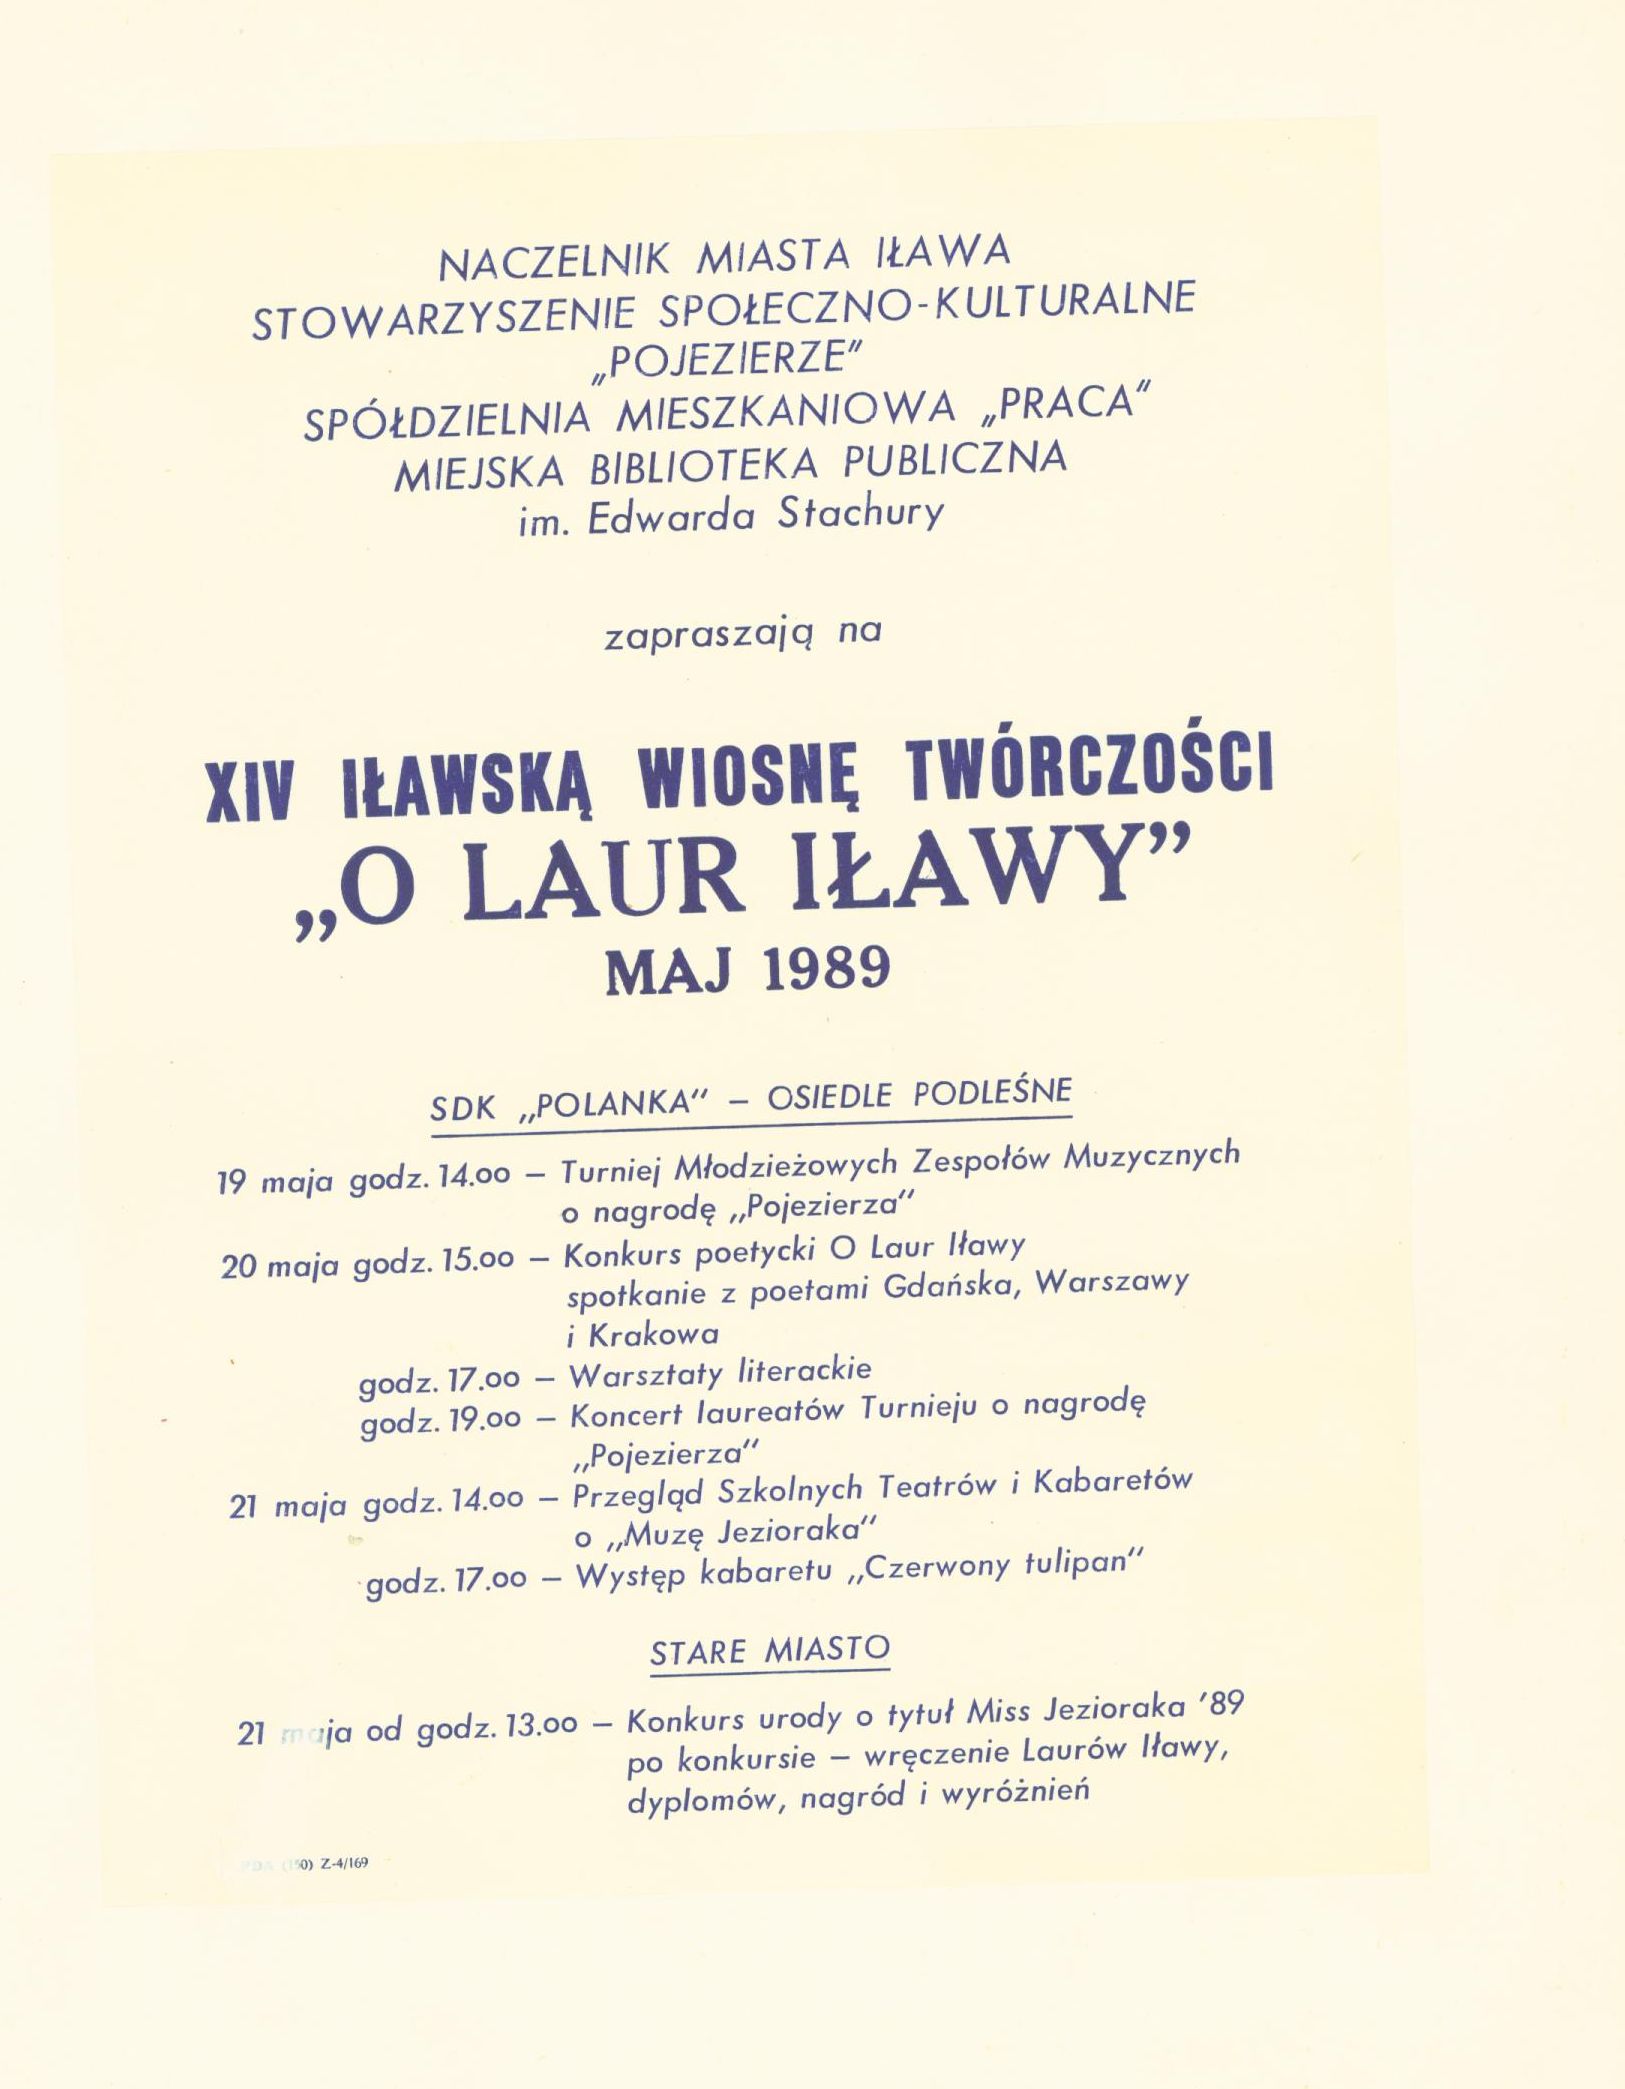 NACZELNIK MIASTA IŁAWA
STOWARZYSZENIE SPOŁECZNO-KULTURALNE
„POJEZIERZE"
SPÓŁDZIELNIA MIESZKANIOWA „PRACA"
MIEJSKA BIBLIOTEKA PUBLICZNA
im. Edwarda Stachury
zapraszają na
XIV IŁAWSKĄ WIOSNĘ TWÓRCZOŚCI
„O LAUR IŁAWY”
MAJ 1989
SDK „POLANKA" – OSIEDLE PODLEŚNE
19 maja godz. 14.oo – Turniej Młodzieżowych Zespołów Muzycznych
o nagrodę „Pojezierza"
20 maja godz. 15.oo – Konkurs poetycki O Laur Iławy
spotkanie z poetami Gdańska, Warszawy
i Krakowa
godz. 17.oo – Warsztaty literackie
godz. 19.oo – Koncert laureatów Turnieju o nagrodę
„Pojezierza"
21 maja godz. 14.oo – Przegląd Szkolnych Teatrów i Kabaretów
o „Muzę Jezioraka"
godz. 17.oo – Występ kabaretu „Czerwony tulipan"
STARE MIASTO
21 maja od godz. 13.oo – Konkurs urody o tytuł Miss Jezioraka '89
po konkursie – wręczenie Laurów Iławy,
dyplomów, nagród i wyróżnień
Z-4/169